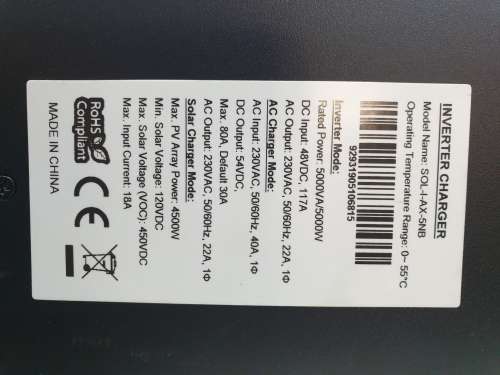 INVERTER CHARGER
Model Name: SOL-I-AX-5NB
Operating Temperature Range: 0~ 55°C
92931905106815
Inverter Mode:
Rated Power: 5000VA/5000W
DC Input: 48VDC, 117A
AC Output: 230VAC, 50/60Hz, 22A, 1Φ
AC Charger Mode:
AC Input: 230VAC, 50/60Hz, 40A, 1Φ
DC Output: 54VDC,
Max. 80A, Default 30A
AC Output: 230VAC, 50/60Hz, 22A, 1Φ
Solar Charger Mode:
Max. PV Array Power: 4500W
Min. Solar Voltage: 120VDC
Max. Solar Voltage (VOC): 450VDC
Max. Input Current: 18A
RoHS
Compliant
CE
MADE IN CHINA